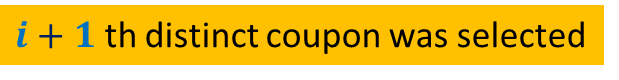 i + 1 th distinct coupon was selected